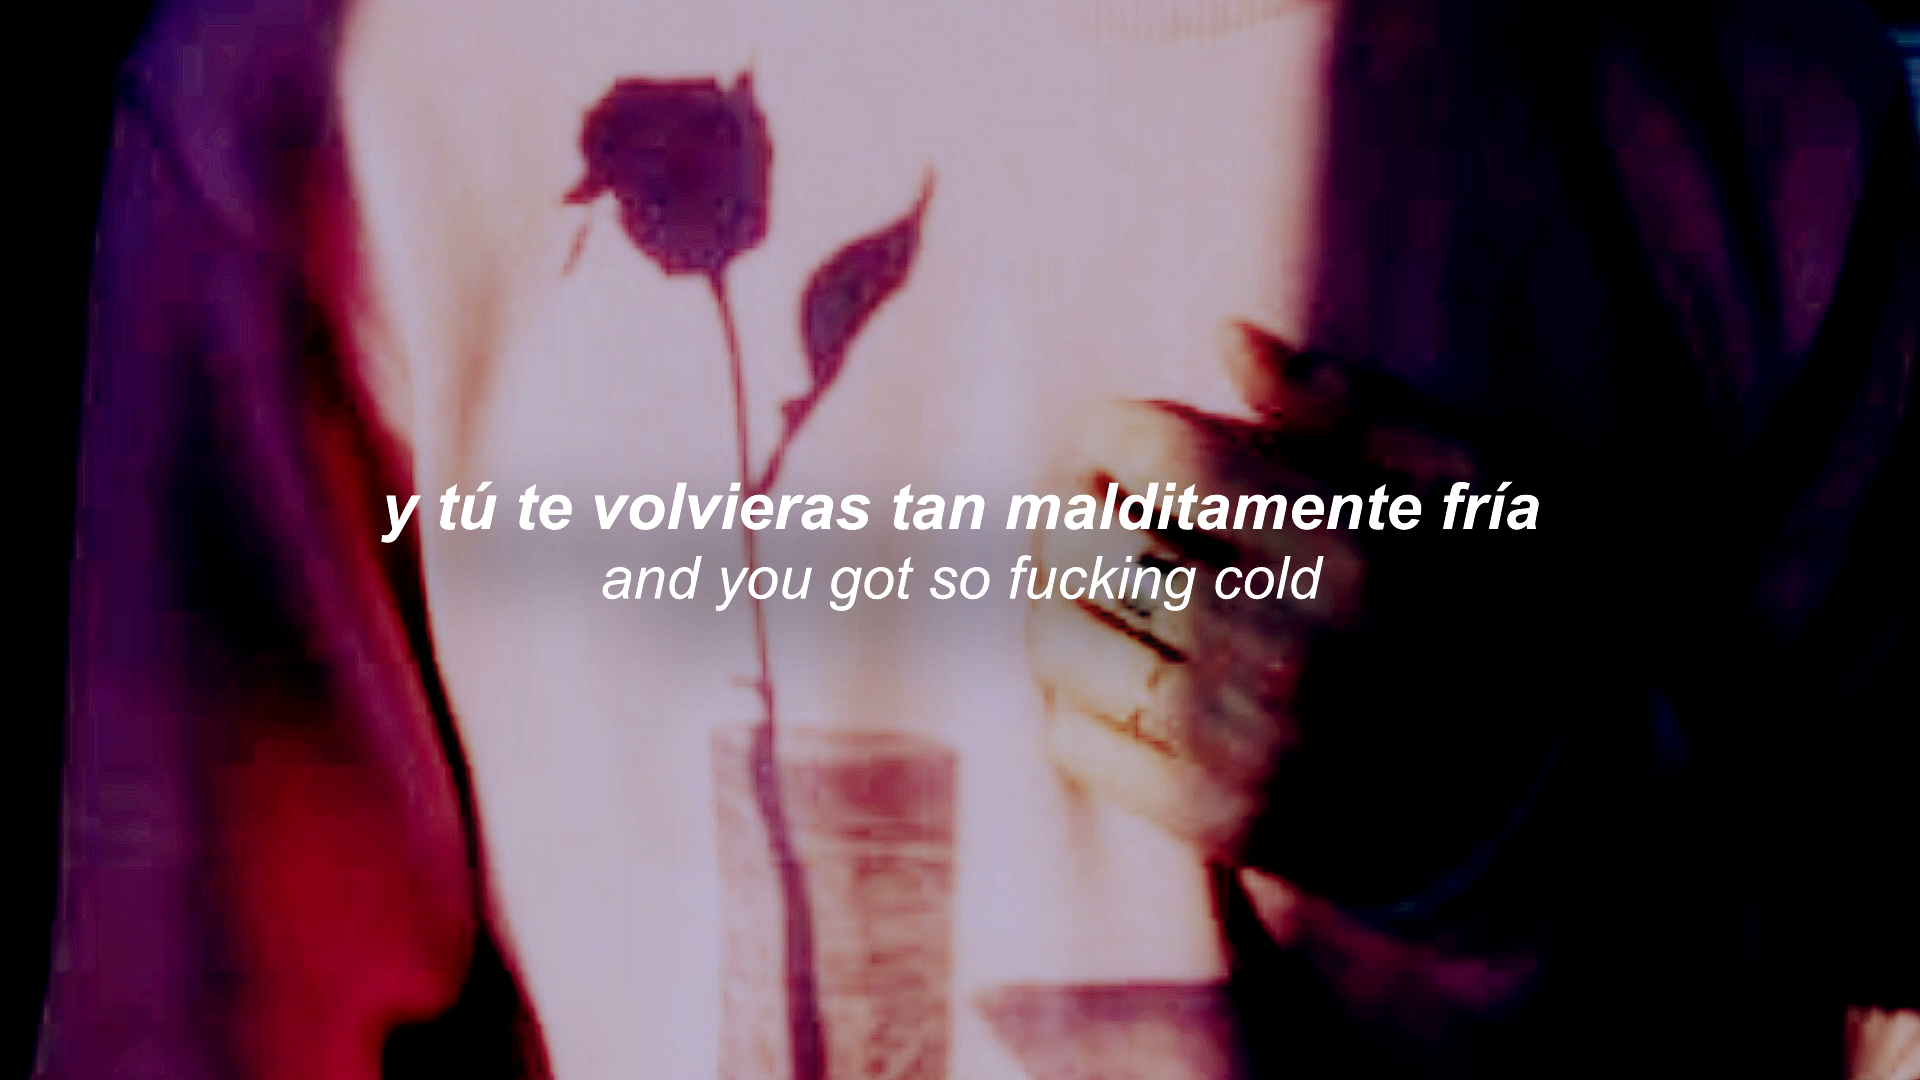 y tú te volvieras tan malditamente fría
and you got so fucking cold